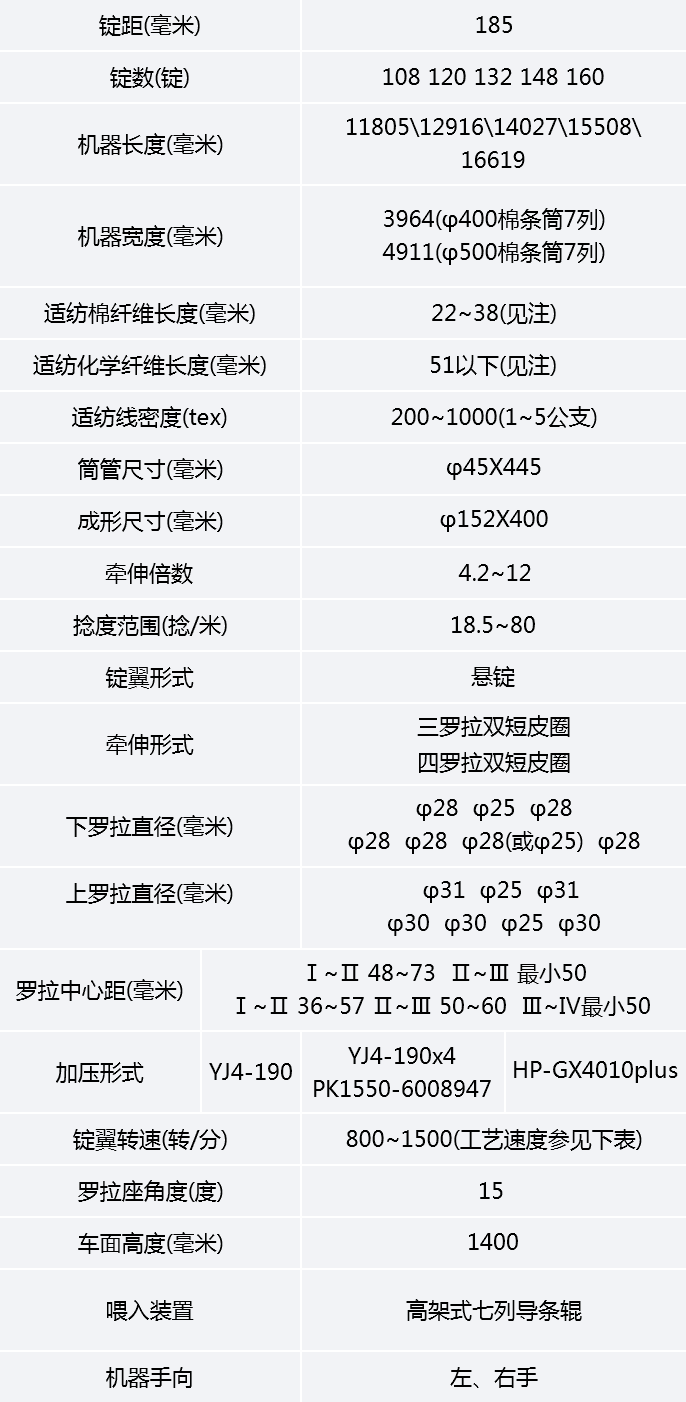 锭距(毫米) 185
锭数(锭) 108 120 132 148 160
机器长度(毫米) 11805\12916\14027\15508\
16619
机器宽度(毫米) 3964(φ400棉条筒7列)
4911(φ500棉条筒7列)
适纺棉纤维长度(毫米) 22~38(见注)
适纺化学纤维长度(毫米) 51以下(见注)
适纺线密度(tex) 200~1000(1~5公支)
筒管尺寸(毫米) φ45X445
成形尺寸(毫米) φ152X400
牵伸倍数 4.2~12
捻度范围(捻/米) 18.5~80
锭翼形式 悬锭
牵伸形式 三罗拉双短皮圈
四罗拉双短皮圈
下罗拉直径(毫米) φ28 φ25 φ28
φ28 φ28 φ28(或φ25) φ28
上罗拉直径(毫米) φ31 φ25 φ31
φ30 φ30 φ25 φ30
罗拉中心距(毫米) Ⅰ~Ⅱ 48~73 Ⅱ~Ⅲ 最小50
Ⅰ~Ⅱ 36~57 Ⅱ~Ⅲ 50~60 Ⅲ~Ⅳ最小50
加压形式 YJ4-190 YJ4-190x4 HP-GX4010plus
PK1550-6008947
锭翼转速(转/分) 800~1500(工艺速度参见下表)
罗拉座角度(度) 15
车面高度(毫米) 1400
喂入装置 高架式七列导条辊
机器手向 左、右手